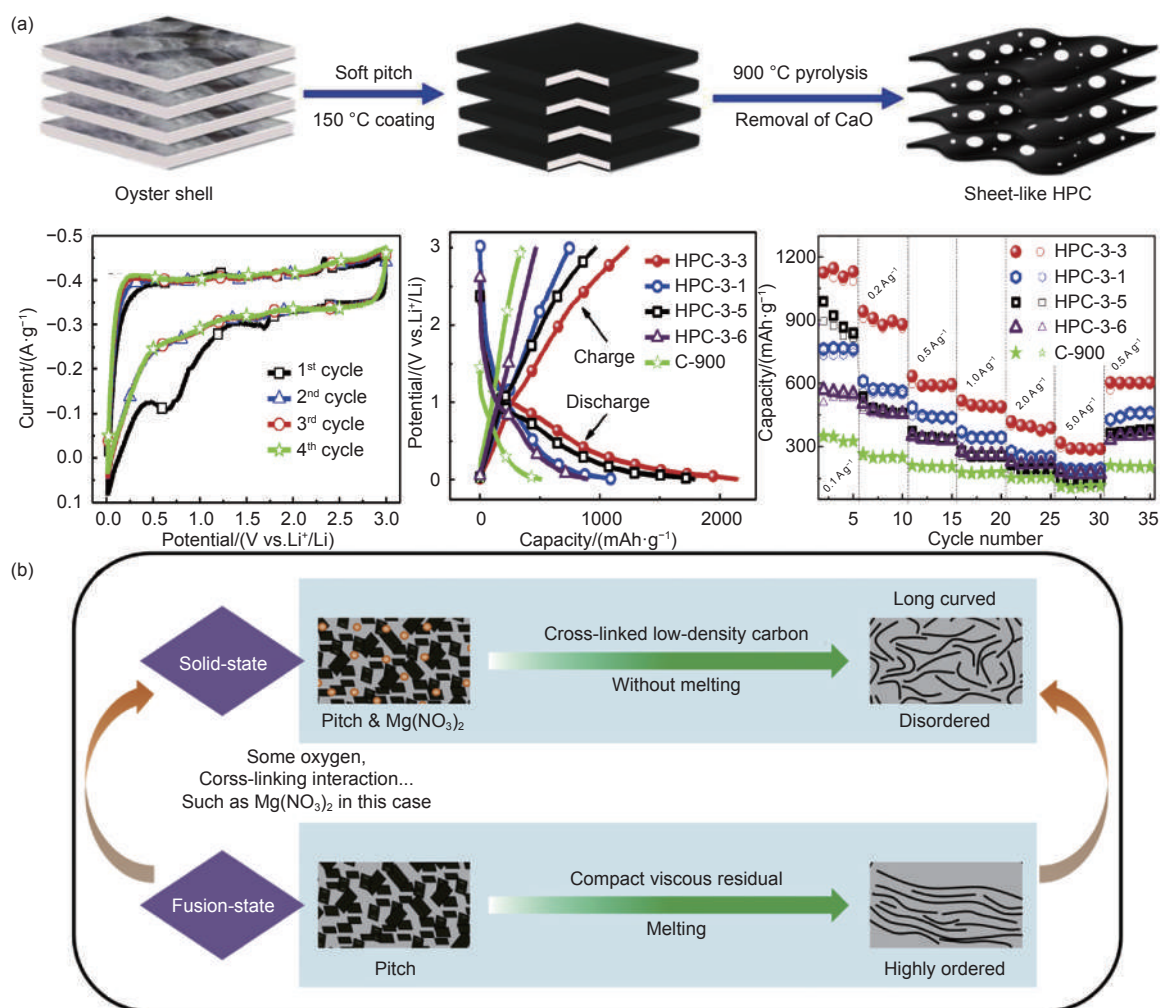 (a)
Soft pitch
150 °C coating
900 °C pyrolysis
Removal of CaO
Oyster shell
Sheet-like HPC
Current/(A·g⁻¹)
−0.5
−0.4
−0.3
−0.2
−0.1
0.0
0.1
1st cycle
2nd cycle
3rd cycle
4th cycle
0.0 0.5 1.0 1.5 2.0 2.5 3.0
Potential/(V vs.Li⁺/Li)
Potential/(V vs.Li⁺/Li)
3
2
1
0
HPC-3-3
HPC-3-1
HPC-3-5
HPC-3-6
C-900
Charge
Discharge
0 1000 2000
Capacity/(mAh·g⁻¹)
Capacity/(mAh·g⁻¹)
1200
900
600
300
0.1 Ag⁻¹
0.2 Ag⁻¹
0.5 Ag⁻¹
1.0 Ag⁻¹
2.0 Ag⁻¹
5.0 Ag⁻¹
0.5 Ag⁻¹
HPC-3-3
HPC-3-1
HPC-3-5
HPC-3-6
C-900
5 10 15 20 25 30 35
Cycle number
(b)
Solid-state
Pitch & Mg(NO₃)₂
Cross-linked low-density carbon
Without melting
Long curved
Disordered
Some oxygen,
Corss-linking interaction...
Such as Mg(NO₃)₂ in this case
Fusion-state
Pitch
Compact viscous residual
Melting
Highly ordered